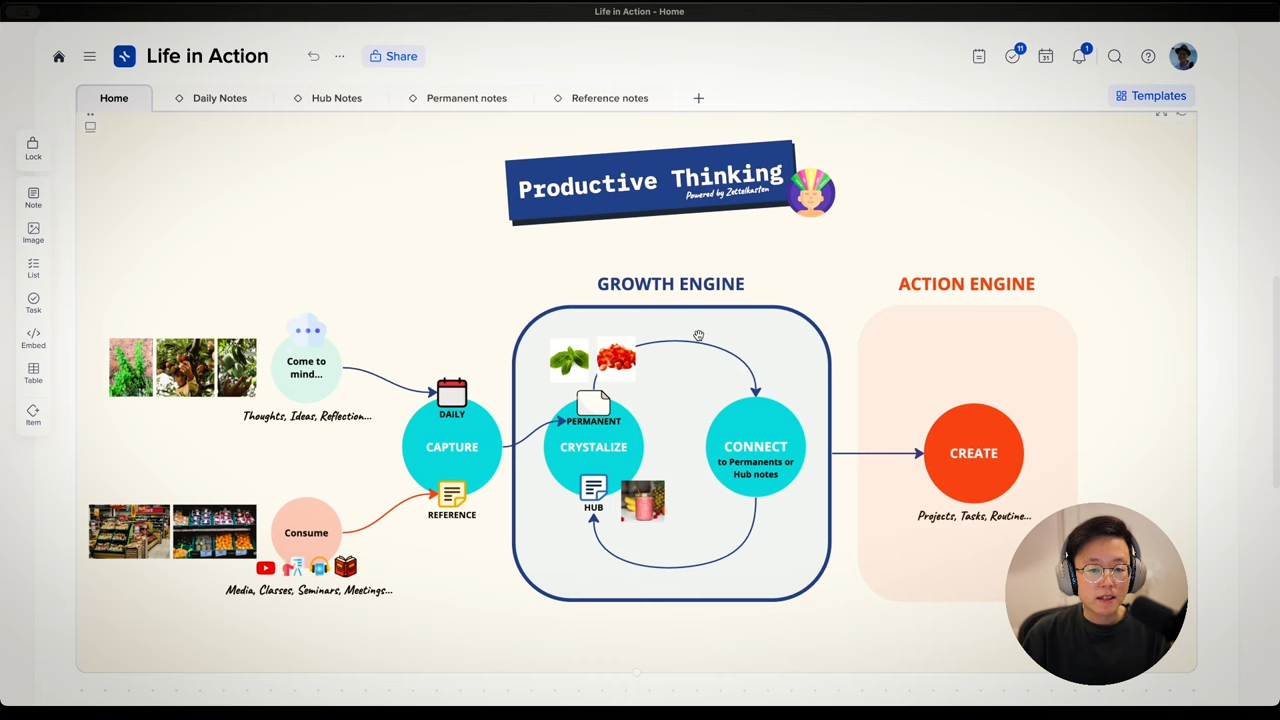 Life in Action - Home
Life in Action
Share
11
31
1
Home
Daily Notes
Hub Notes
Permanent notes
Reference notes
Templates
Lock
Note
Image
List
Task
Embed
Table
Item
Productive Thinking
Powered by Zettelkasten
GROWTH ENGINE
ACTION ENGINE
Come to
mind...
Thoughts, Ideas, Reflection...
DAILY
CAPTURE
REFERENCE
PERMANENT
CRYSTALIZE
HUB
CONNECT
to Permanents or
Hub notes
CREATE
Projects, Tasks, Routine...
Consume
Media, Classes, Seminars, Meetings...